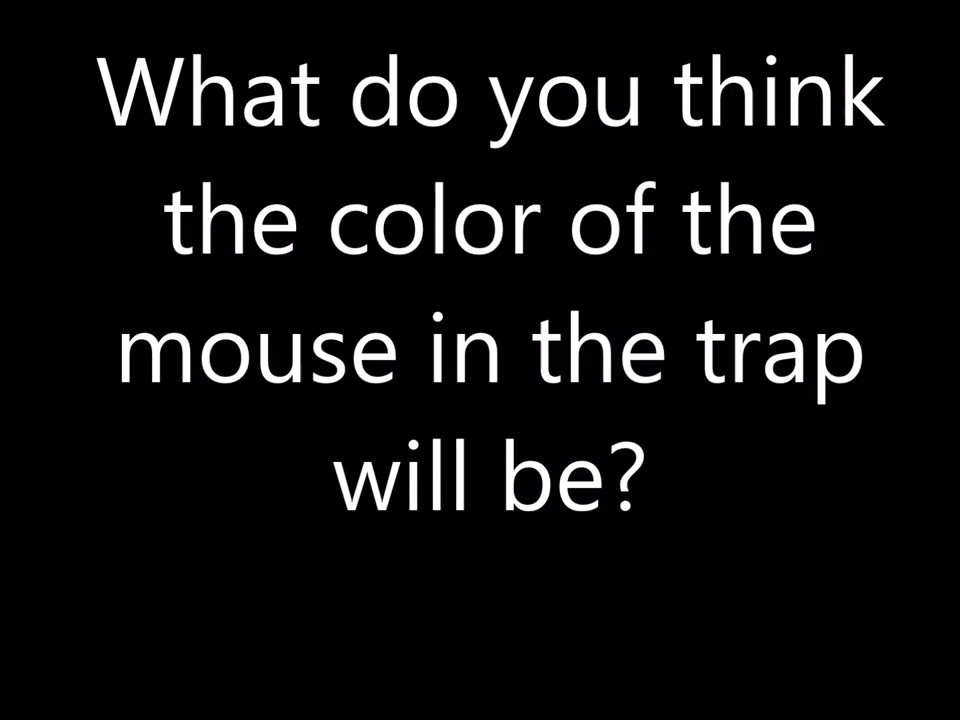 What do you think
the color of the
mouse in the trap
will be?